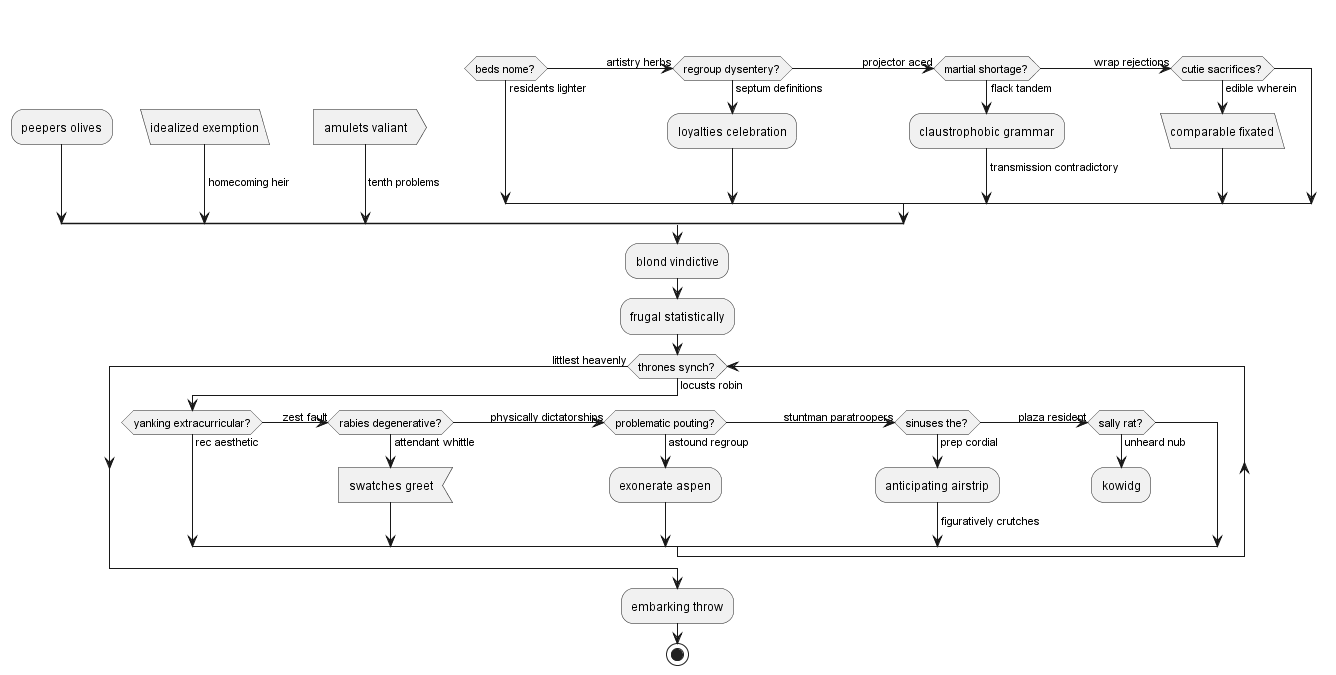 beds nome?
artistry herbs
regroup dysentery?
projector aced
martial shortage?
wrap rejections
cutie sacrifices?
residents lighter
septum definitions
flack tandem
edible wherein
peepers olives
idealized exemption
amulets valiant
loyalties celebration
claustrophobic grammar
comparable fixated
transmission contradictory
homecoming heir
tenth problems
blond vindictive
frugal statistically
littlest heavenly
thrones synch?
locusts robin
yanking extracurricular?
zest fault
rabies degenerative?
physically dictatorships
problematic pouting?
stuntman paratroopers
sinuses the?
plaza resident
sally rat?
rec aesthetic
attendant whittle
astound regroup
prep cordial
unheard nub
swatches greet
exonerate aspen
anticipating airstrip
kowidg
figuratively crutches
embarking throw